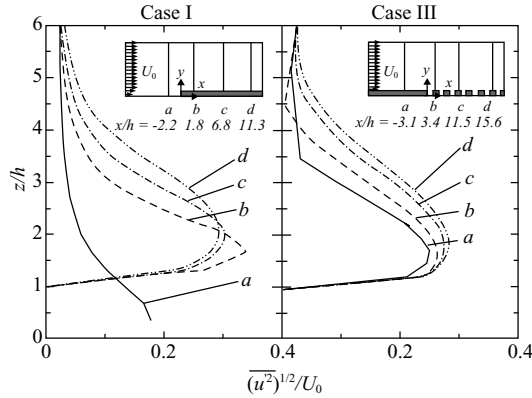 Case I
Case III
6
5
4
3
2
1
0
z/h
U₀
y
x
a b c d
x/h = -2.2 1.8 6.8 11.3
d
c
b
a
U₀
y
x
a b c d
x/h = -3.1 3.4 11.5 15.6
d
c
b
a
0 0.2 0.4 0.2 0.4
(u'²)^1/2/U₀